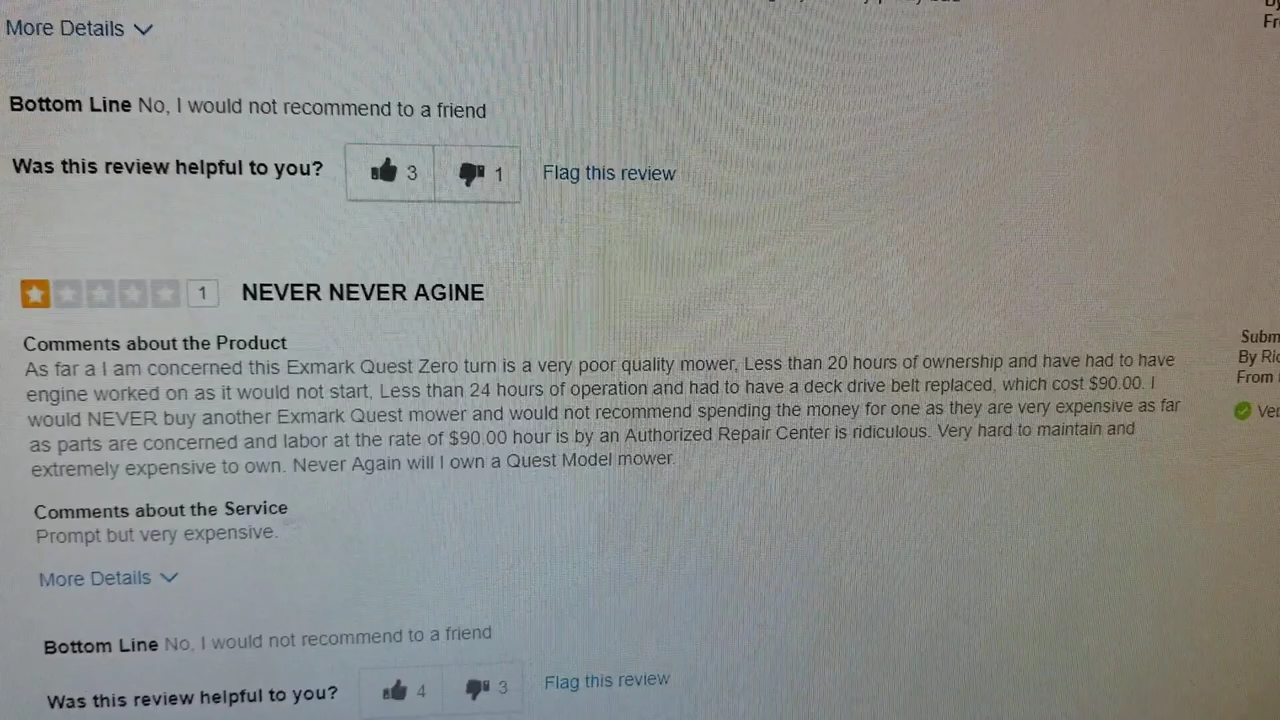 More Details
Fr
Bottom Line No, I would not recommend to a friend
Was this review helpful to you? 3 1 Flag this review
1 NEVER NEVER AGINE
Comments about the Product
As far a I am concerned this Exmark Quest Zero turn is a very poor quality mower, Less than 20 hours of ownership and have had to have
engine worked on as it would not start, Less than 24 hours of operation and had to have a deck drive belt replaced, which cost $90.00. I
would NEVER buy another Exmark Quest mower and would not recommend spending the money for one as they are very expensive as far
as parts are concerned and labor at the rate of $90.00 hour is by an Authorized Repair Center is ridiculous. Very hard to maintain and
extremely expensive to own. Never Again will I own a Quest Model mower.
Subm
By Ric
From
Ver
Comments about the Service
Prompt but very expensive.
More Details
Bottom Line No, I would not recommend to a friend
Was this review helpful to you? 4 3 Flag this review